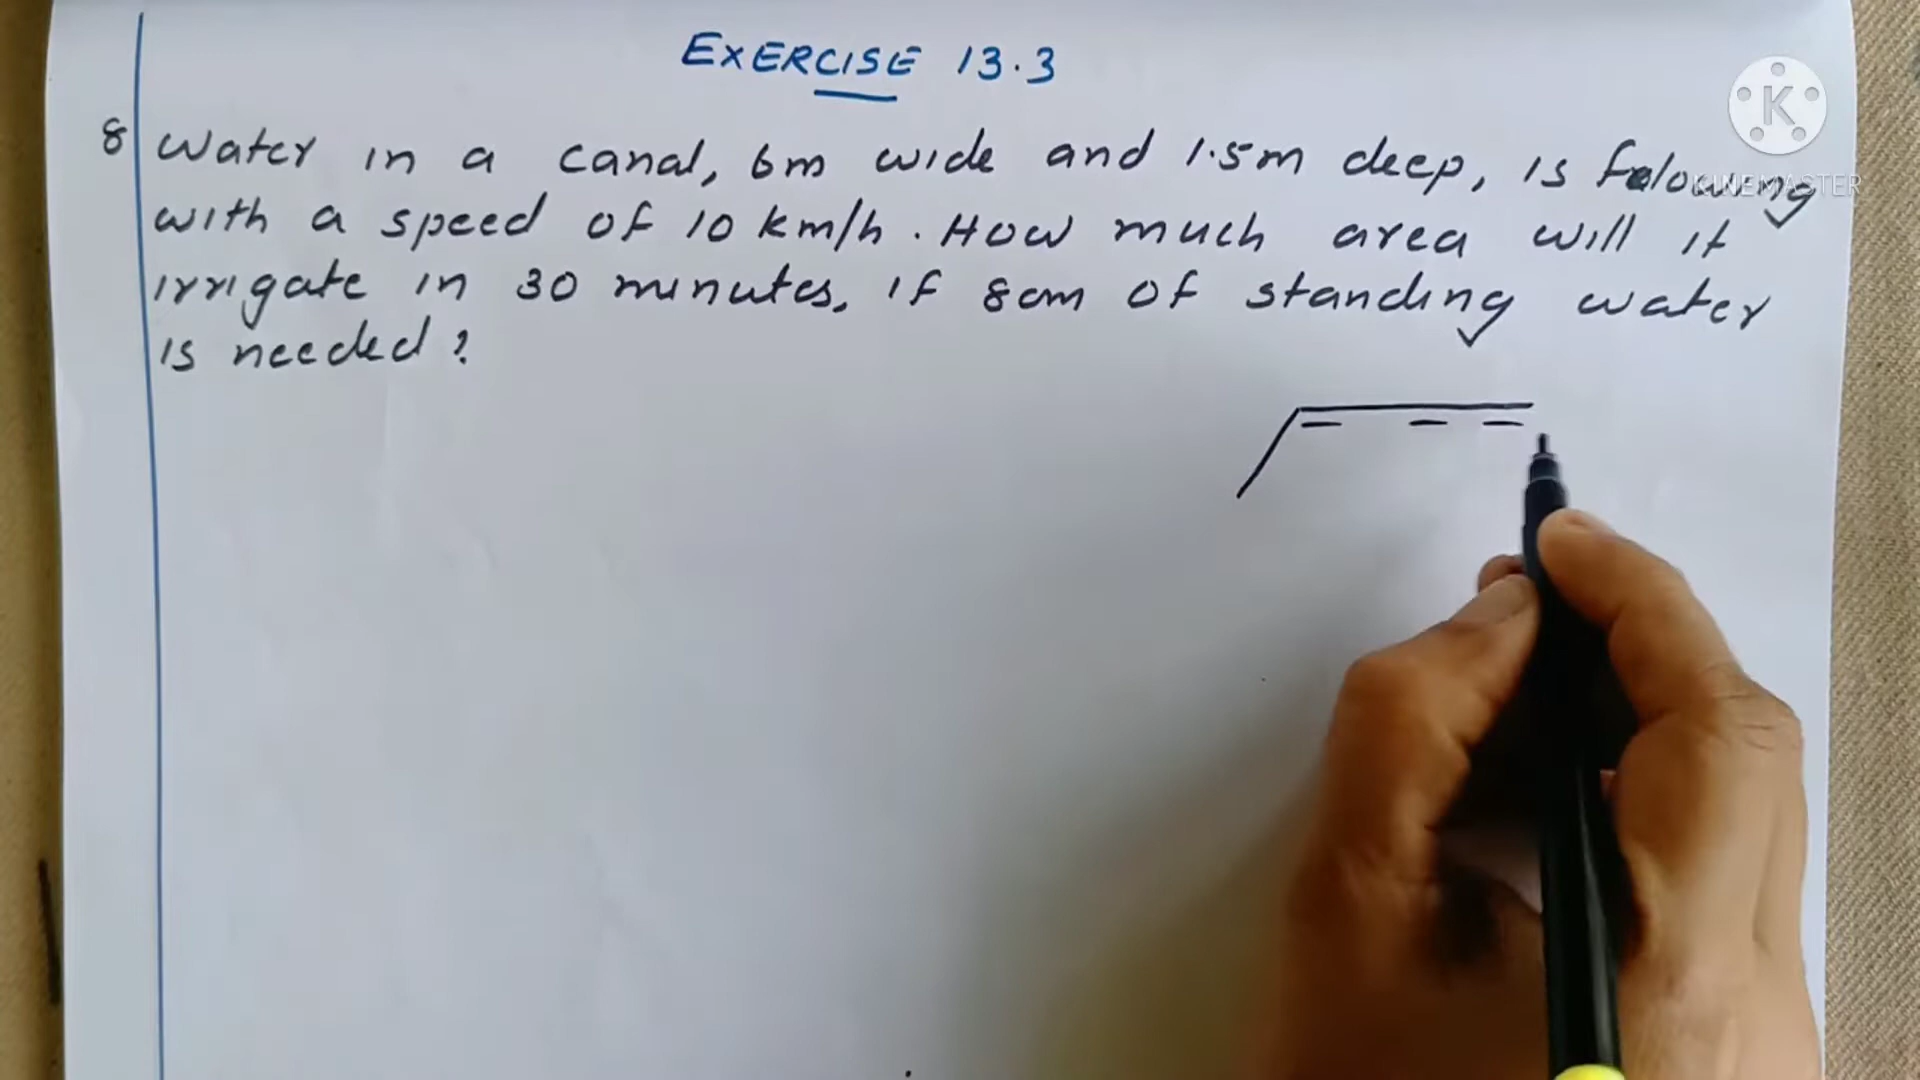 EXERCISE 13.3
K
8 Water in a canal, 6m wide and 1.5m deep, is folowing
KINEMASTER
with a speed of 10 km/h. How much area will it
irrigate in 30 minutes, if 8cm of standing water
is needed?